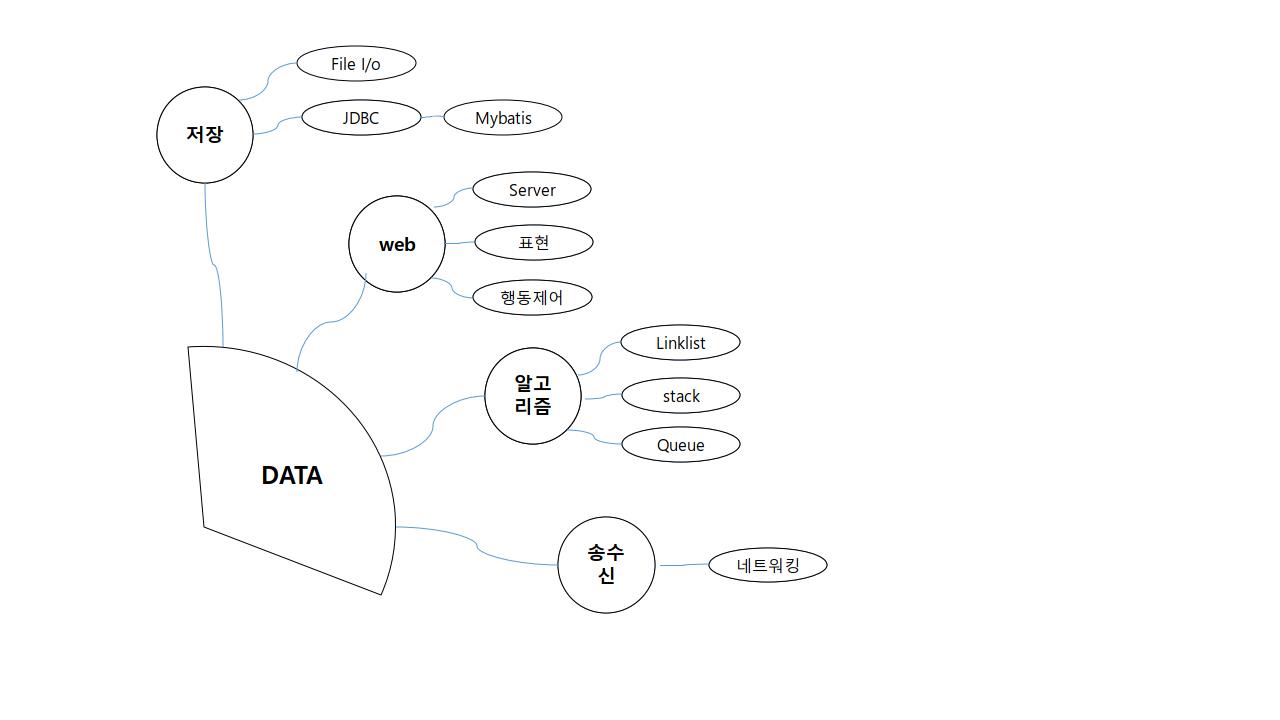 File I/o
저장
JDBC
Mybatis
Server
web
표현
행동제어
Linklist
알고
리즘
stack
Queue
DATA
송수
신
네트워킹